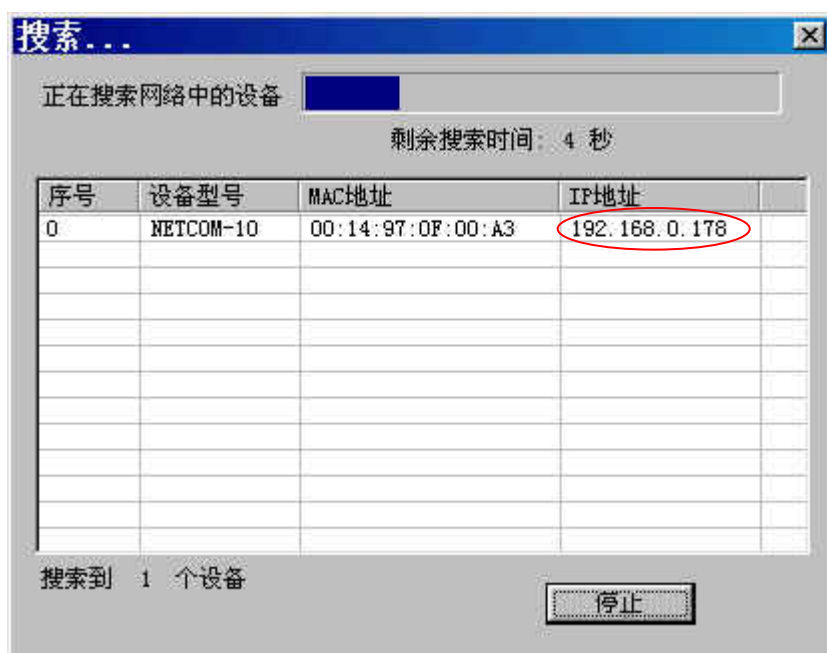 搜索...
正在搜索网络中的设备
剩余搜索时间: 4 秒
序号 设备型号 MAC地址 IP地址
0 NETCOM-10 00:14:97:0F:00:A3 192.168.0.178
搜索到 1 个设备
停止